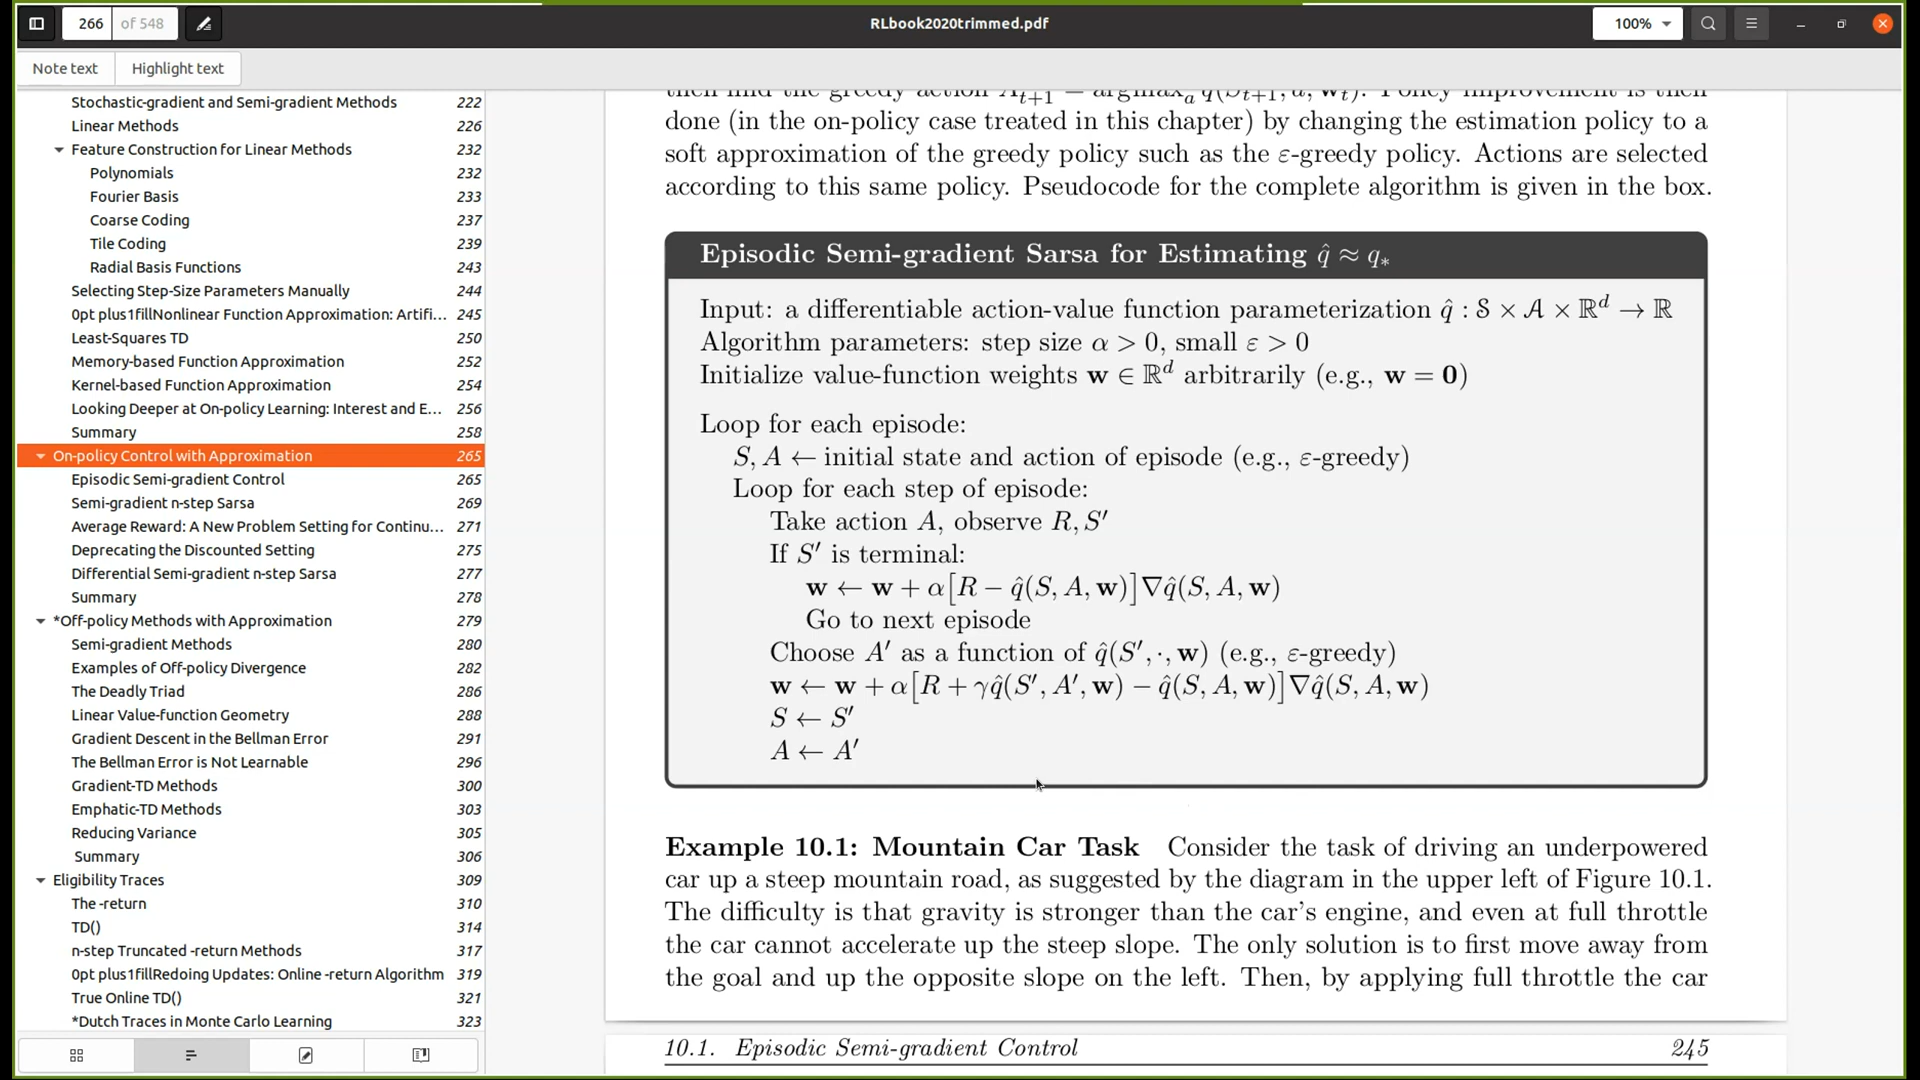 266 of 548
RLbook2020trimmed.pdf
100%
Note text
Highlight text
Stochastic-gradient and Semi-gradient Methods 222
Linear Methods 226
Feature Construction for Linear Methods 232
Polynomials 232
Fourier Basis 233
Coarse Coding 237
Tile Coding 239
Radial Basis Functions 243
Selecting Step-Size Parameters Manually 244
0pt plus1fillNonlinear Function Approximation: Artifi... 245
Least-Squares TD 250
Memory-based Function Approximation 252
Kernel-based Function Approximation 254
Looking Deeper at On-policy Learning: Interest and E... 256
Summary 258
On-policy Control with Approximation 265
Episodic Semi-gradient Control 265
Semi-gradient n-step Sarsa 269
Average Reward: A New Problem Setting for Continu... 271
Deprecating the Discounted Setting 275
Differential Semi-gradient n-step Sarsa 277
Summary 278
*Off-policy Methods with Approximation 279
Semi-gradient Methods 280
Examples of Off-policy Divergence 282
The Deadly Triad 286
Linear Value-function Geometry 288
Gradient Descent in the Bellman Error 291
The Bellman Error is Not Learnable 296
Gradient-TD Methods 300
Emphatic-TD Methods 303
Reducing Variance 305
Summary 306
Eligibility Traces 309
The -return 310
TD() 314
n-step Truncated -return Methods 317
0pt plus1fillRedoing Updates: Online -return Algorithm 319
True Online TD() 321
*Dutch Traces in Monte Carlo Learning 323
then find the greedy action A*ₜ₊₁ = argmaxₐ q̂(Sₜ₊₁, a, wₜ). Policy improvement is then
done (in the on-policy case treated in this chapter) by changing the estimation policy to a
soft approximation of the greedy policy such as the ε-greedy policy. Actions are selected
according to this same policy. Pseudocode for the complete algorithm is given in the box.
Episodic Semi-gradient Sarsa for Estimating q̂ ≈ q∗
Input: a differentiable action-value function parameterization q̂ : 𝒮 × 𝒜 × ℝᵈ → ℝ
Algorithm parameters: step size α > 0, small ε > 0
Initialize value-function weights w ∈ ℝᵈ arbitrarily (e.g., w = 0)
Loop for each episode:
S, A ← initial state and action of episode (e.g., ε-greedy)
Loop for each step of episode:
Take action A, observe R, S′
If S′ is terminal:
w ← w + α[R − q̂(S, A, w)]∇q̂(S, A, w)
Go to next episode
Choose A′ as a function of q̂(S′, ·, w) (e.g., ε-greedy)
w ← w + α[R + γq̂(S′, A′, w) − q̂(S, A, w)]∇q̂(S, A, w)
S ← S′
A ← A′
Example 10.1: Mountain Car Task Consider the task of driving an underpowered
car up a steep mountain road, as suggested by the diagram in the upper left of Figure 10.1.
The difficulty is that gravity is stronger than the car's engine, and even at full throttle
the car cannot accelerate up the steep slope. The only solution is to first move away from
the goal and up the opposite slope on the left. Then, by applying full throttle the car
10.1. Episodic Semi-gradient Control 245